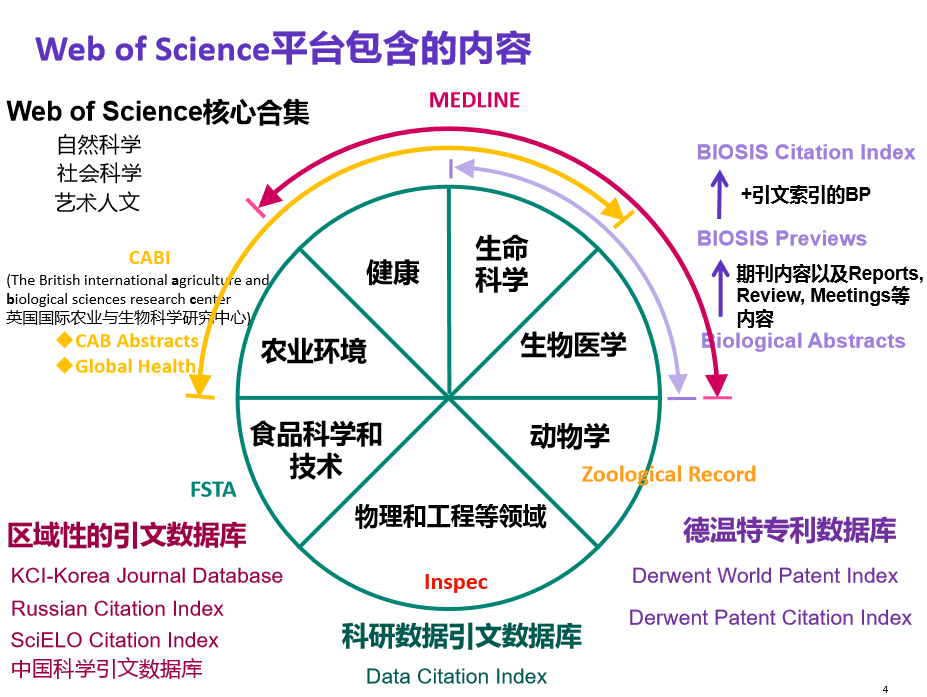 Web of Science平台包含的内容
Web of Science核心合集
自然科学
社会科学
艺术人文
MEDLINE
BIOSIS Citation Index
+引文索引的BP
BIOSIS Previews
期刊内容以及Reports,
Review, Meetings等
内容
Biological Abstracts
CABI
(The British international agriculture and
biological sciences research center
英国国际农业与生物科学研究中心)
◆CAB Abstracts
◆Global Health
健康
生命
科学
农业环境
生物医学
食品科学和
技术
动物学
物理和工程等领域
FSTA
Zoological Record
Inspec
区域性的引文数据库
KCI-Korea Journal Database
Russian Citation Index
SciELO Citation Index
中国科学引文数据库
科研数据引文数据库
Data Citation Index
德温特专利数据库
Derwent World Patent Index
Derwent Patent Citation Index
4